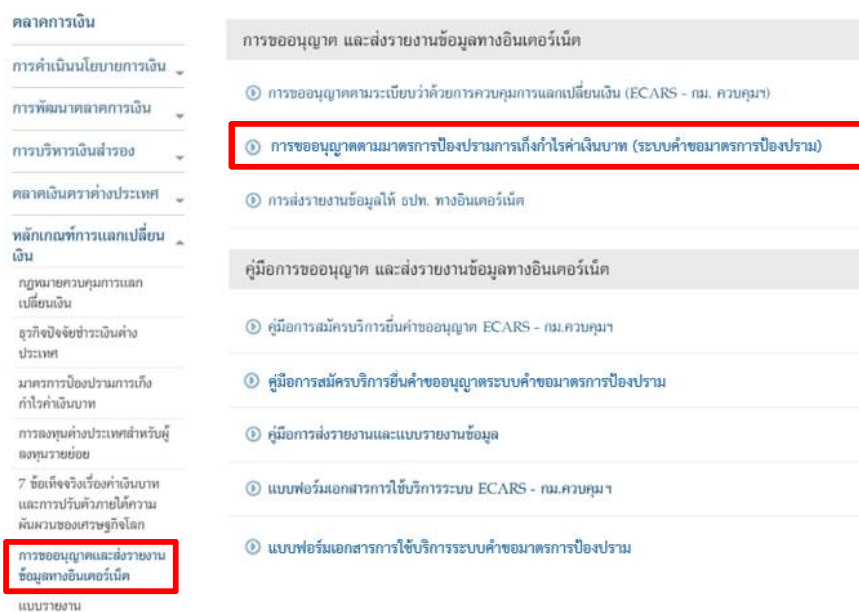 ตลาดการเงิน
การดำเนินนโยบายการเงิน
การพัฒนาตลาดการเงิน
การบริหารเงินสำรอง
ตลาดเงินตราต่างประเทศ
หลักเกณฑ์การแลกเปลี่ยน
เงิน
กฎหมายควบคุมการแลก
เปลี่ยนเงิน
ธุรกิจปัจจัยชำระเงินต่าง
ประเทศ
มาตรการป้องปรามการเก็ง
กำไรค่าเงินบาท
การลงทุนต่างประเทศสำหรับผู้
ลงทุนรายย่อย
7 ข้อเท็จจริงเรื่องค่าเงินบาท
และการปรับตัวภายใต้ความ
ผันผวนของเศรษฐกิจโลก
การขออนุญาตและส่งรายงาน
ข้อมูลทางอินเตอร์เน็ต
แบบรายงาน
การขออนุญาต และส่งรายงานข้อมูลทางอินเตอร์เน็ต
การขออนุญาตตามระเบียบว่าด้วยการควบคุมการแลกเปลี่ยนเงิน (ECARS - กม. ควบคุมฯ)
การขออนุญาตตามมาตรการป้องปรามการเก็งกำไรค่าเงินบาท (ระบบคำขอมาตรการป้องปราม)
การส่งรายงานข้อมูลให้ ธปท. ทางอินเตอร์เน็ต
คู่มือการขออนุญาต และส่งรายงานข้อมูลทางอินเตอร์เน็ต
คู่มือการสมัครบริการยื่นคำขออนุญาต ECARS - กม.ควบคุมฯ
คู่มือการสมัครบริการยื่นคำขออนุญาตระบบคำขอมาตรการป้องปราม
คู่มือการส่งรายงานและแบบรายงานข้อมูล
แบบฟอร์มเอกสารการใช้บริการระบบ ECARS - กม.ควบคุมฯ
แบบฟอร์มเอกสารการใช้บริการระบบคำขอมาตรการป้องปราม